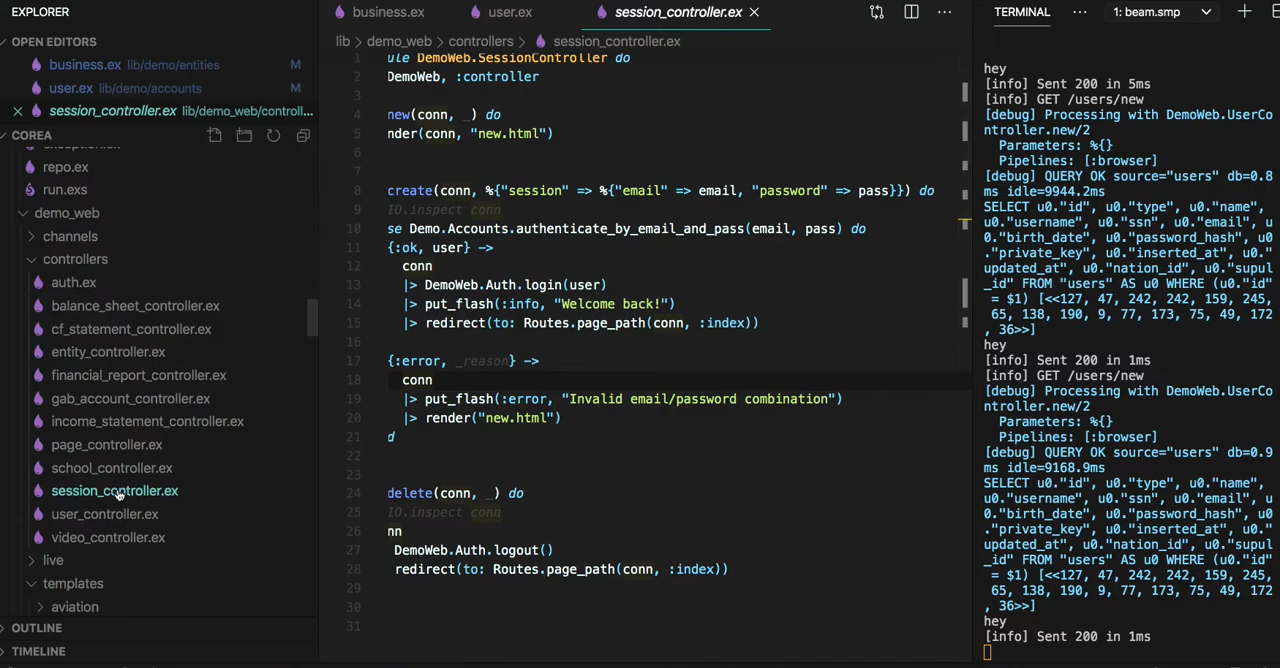 EXPLORER
OPEN EDITORS
business.ex lib/demo/entities M
user.ex lib/demo/accounts M
session_controller.ex lib/demo_web/controll...
COREA
repo.ex
run.exs
demo_web
channels
controllers
auth.ex
balance_sheet_controller.ex
cf_statement_controller.ex
entity_controller.ex
financial_report_controller.ex
gab_account_controller.ex
income_statement_controller.ex
page_controller.ex
school_controller.ex
session_controller.ex
user_controller.ex
video_controller.ex
live
templates
aviation
OUTLINE
TIMELINE
business.ex user.ex session_controller.ex
lib > demo_web > controllers > session_controller.ex
1 ule DemoWeb.SessionController do
2 DemoWeb, :controller
3
4 new(conn, _) do
5 nder(conn, "new.html")
6
7
8 create(conn, %{"session" => %{"email" => email, "password" => pass}}) do
9 IO.inspect conn
10 se Demo.Accounts.authenticate_by_email_and_pass(email, pass) do
11 {:ok, user} ->
12 conn
13 |> DemoWeb.Auth.login(user)
14 |> put_flash(:info, "Welcome back!")
15 |> redirect(to: Routes.page_path(conn, :index))
16
17 {:error, _reason} ->
18 conn
19 |> put_flash(:error, "Invalid email/password combination")
20 |> render("new.html")
21 d
22
23
24 delete(conn, _) do
25 IO.inspect conn
26 nn
27 DemoWeb.Auth.logout()
28 redirect(to: Routes.page_path(conn, :index))
29
30
31
TERMINAL ... 1: beam.smp
hey
[info] Sent 200 in 5ms
[info] GET /users/new
[debug] Processing with DemoWeb.UserCo
ntroller.new/2
Parameters: %{}
Pipelines: [:browser]
[debug] QUERY OK source="users" db=0.8
ms idle=9944.2ms
SELECT u0."id", u0."type", u0."name",
u0."username", u0."ssn", u0."email", u
0."birth_date", u0."password_hash", u0
."private_key", u0."inserted_at", u0."
updated_at", u0."nation_id", u0."supul
_id" FROM "users" AS u0 WHERE (u0."id"
= $1) [<<127, 47, 242, 242, 159, 245,
65, 138, 190, 9, 77, 173, 75, 49, 172
, 36>>]
hey
[info] Sent 200 in 1ms
[info] GET /users/new
[debug] Processing with DemoWeb.UserCo
ntroller.new/2
Parameters: %{}
Pipelines: [:browser]
[debug] QUERY OK source="users" db=0.9
ms idle=9168.9ms
SELECT u0."id", u0."type", u0."name",
u0."username", u0."ssn", u0."email", u
0."birth_date", u0."password_hash", u0
."private_key", u0."inserted_at", u0."
updated_at", u0."nation_id", u0."supul
_id" FROM "users" AS u0 WHERE (u0."id"
= $1) [<<127, 47, 242, 242, 159, 245,
65, 138, 190, 9, 77, 173, 75, 49, 172
, 36>>]
hey
[info] Sent 200 in 1ms